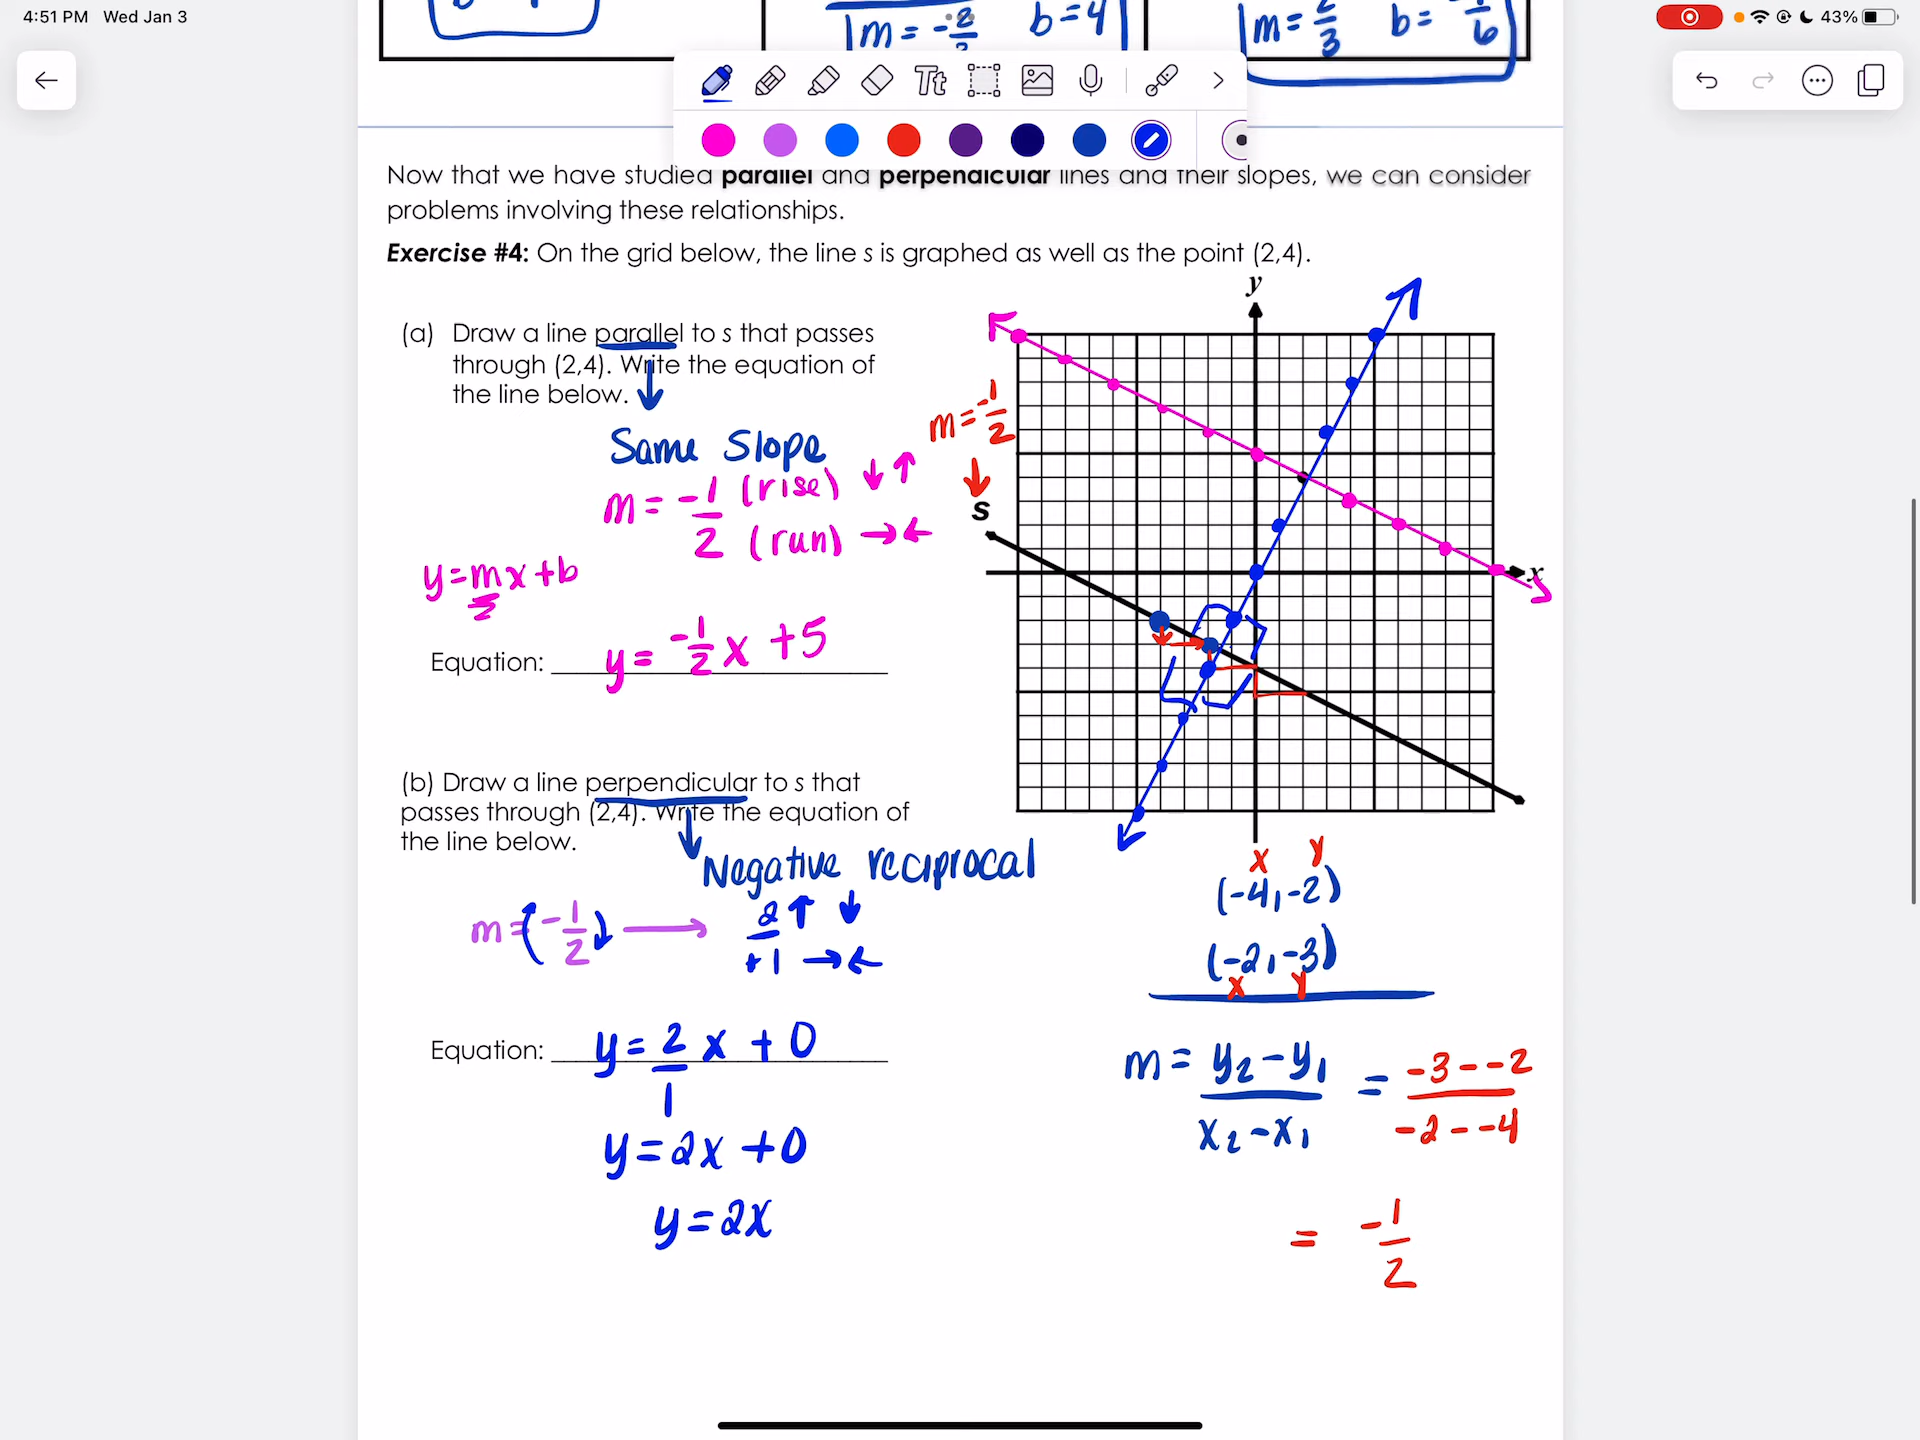 4:51 PM Wed Jan 3
43%
m = -2/3 b=4
m = 2/3 b = -1/6
Tt
Now that we have studied parallel and perpendicular lines and their slopes, we can consider
problems involving these relationships.
Exercise #4: On the grid below, the line s is graphed as well as the point (2,4).
(a) Draw a line parallel to s that passes
through (2,4). Write the equation of
the line below.
Same Slope
m = -1/2 (rise) ↓ ↑
(run) → ←
y=mx+b
Equation: y = -1/2 x +5
y
m = -1/2
↓
s
x
(b) Draw a line perpendicular to s that
passes through (2,4). Write the equation of
the line below.
Negative reciprocal
m = (-1/2) → 2/+1 ↑ ↓
→ ←
Equation: y = 2/1 x + 0
y = 2x + 0
y = 2x
x y
(-4, -2)
(-2, -3)
x y
m = y₂ - y₁ / x₂ - x₁ = -3 - -2 / -2 - -4
= -1/2